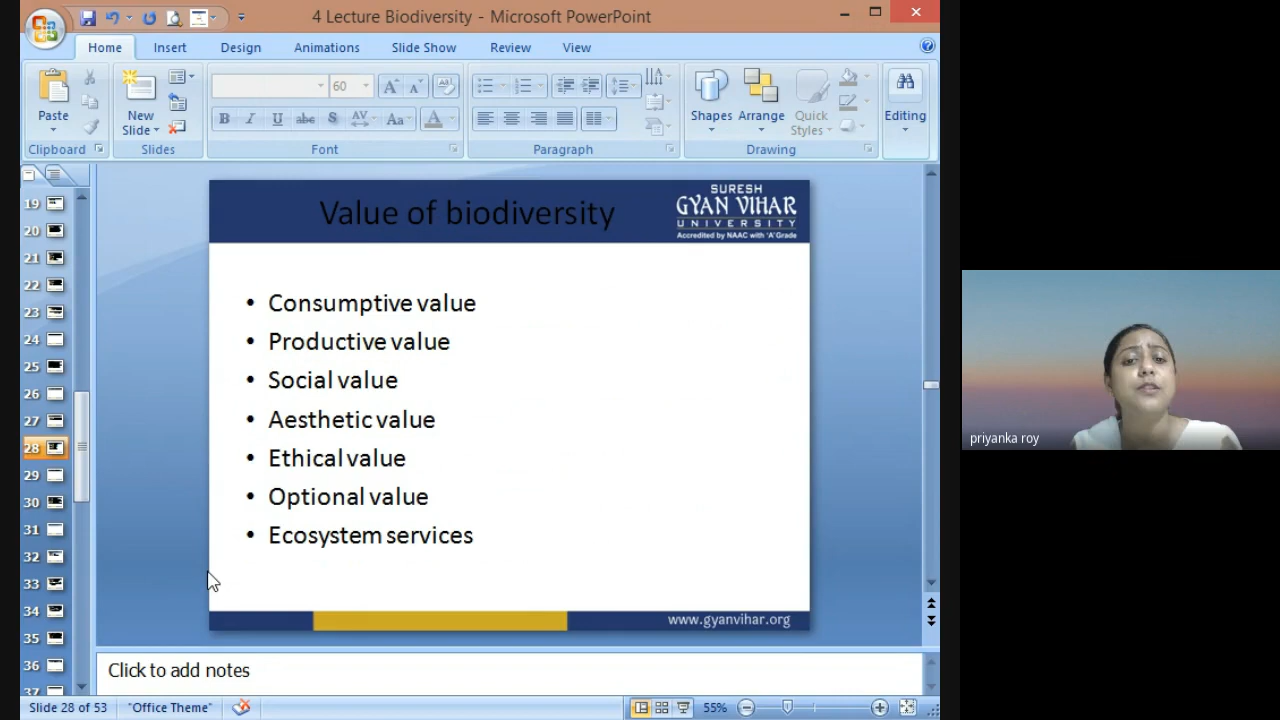 4 Lecture Biodiversity - Microsoft PowerPoint
Home Insert Design Animations Slide Show Review View
Paste
New Slide
60
B I U abc S AV Aa A
Shapes Arrange Quick Styles
Editing
Clipboard Slides Font Paragraph Drawing
19
20
21
22
23
24
25
26
27
28
29
30
31
32
33
34
35
36
37
Value of biodiversity
SURESH
GYAN VIHAR
UNIVERSITY
Accredited by NAAC with 'A' Grade
• Consumptive value
• Productive value
• Social value
• Aesthetic value
• Ethical value
• Optional value
• Ecosystem services
www.gyanvihar.org
Click to add notes
Slide 28 of 53 "Office Theme" 55%
priyanka roy